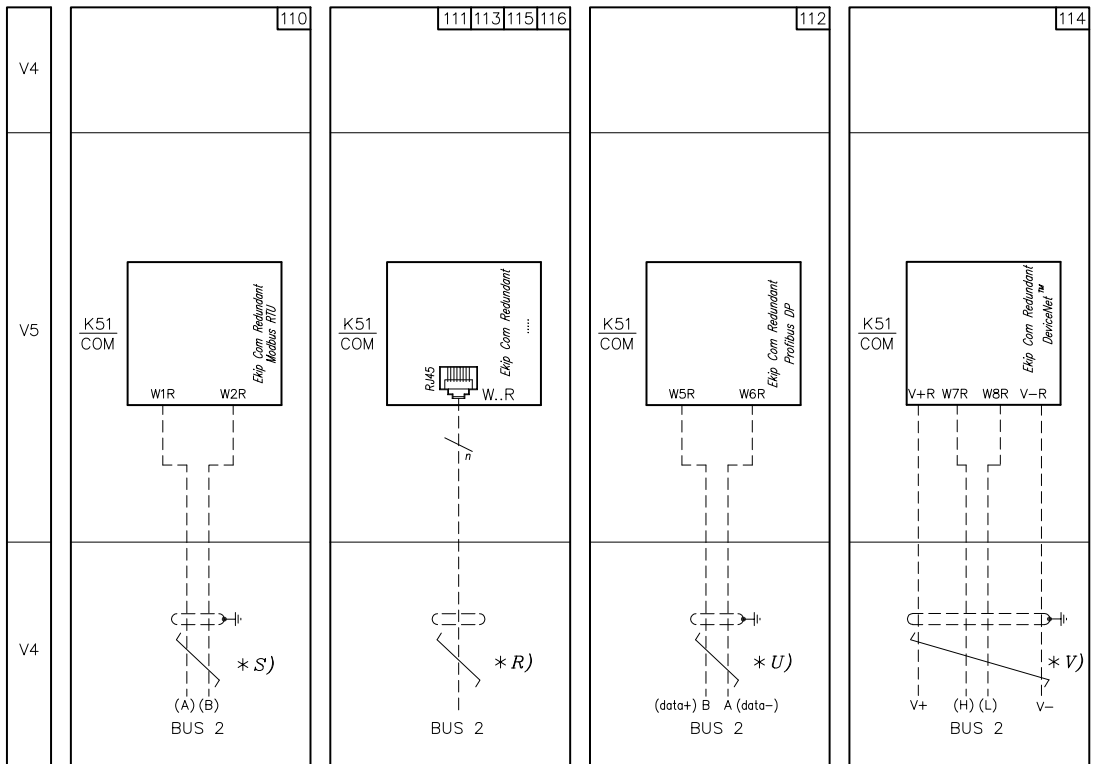 V4
V5
V4
110
K51
COM
Ekip Com Redundant
Modbus RTU
W1R W2R
* S)
(A) (B)
BUS 2
111 113 115 116
K51
COM
Ekip Com Redundant
.....
RJ45
W..R
n
* R)
BUS 2
112
K51
COM
Ekip Com Redundant
Profibus DP
W5R W6R
* U)
(data+) B A (data-)
BUS 2
114
K51
COM
Ekip Com Redundant
DeviceNet™
V+R W7R W8R V-R
* V)
V+ (H) (L) V-
BUS 2